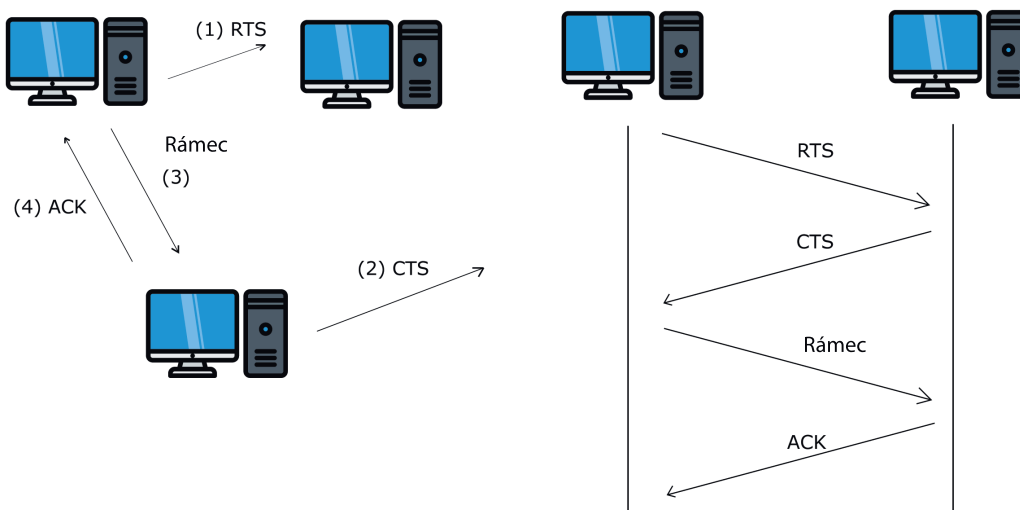 (1) RTS
Rámec
(3)
(4) ACK
(2) CTS
RTS
CTS
Rámec
ACK